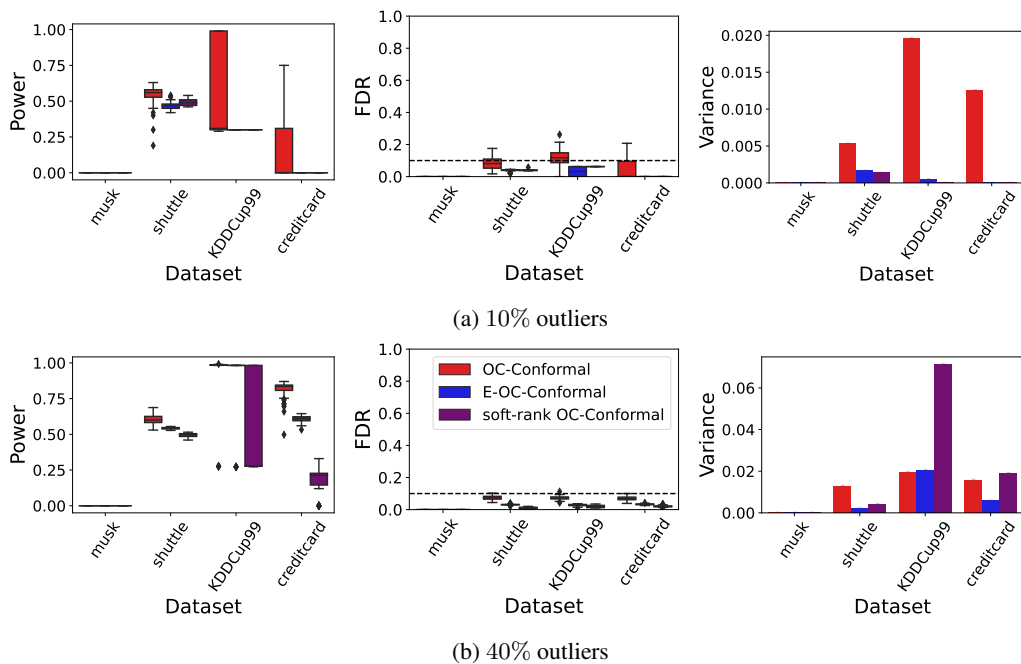 1.00
0.75
0.50
0.25
0.00
Power
musk
shuttle
KDDCup99
creditcard
Dataset
1.0
0.8
0.6
0.4
0.2
0.0
FDR
musk
shuttle
KDDCup99
creditcard
Dataset
0.020
0.015
0.010
0.005
0.000
Variance
musk
shuttle
KDDCup99
creditcard
Dataset
(a) 10% outliers
1.00
0.75
0.50
0.25
0.00
Power
musk
shuttle
KDDCup99
creditcard
Dataset
1.0
0.8
0.6
0.4
0.2
0.0
FDR
OC-Conformal
E-OC-Conformal
soft-rank OC-Conformal
musk
shuttle
KDDCup99
creditcard
Dataset
0.06
0.04
0.02
0.00
Variance
musk
shuttle
KDDCup99
creditcard
Dataset
(b) 40% outliers